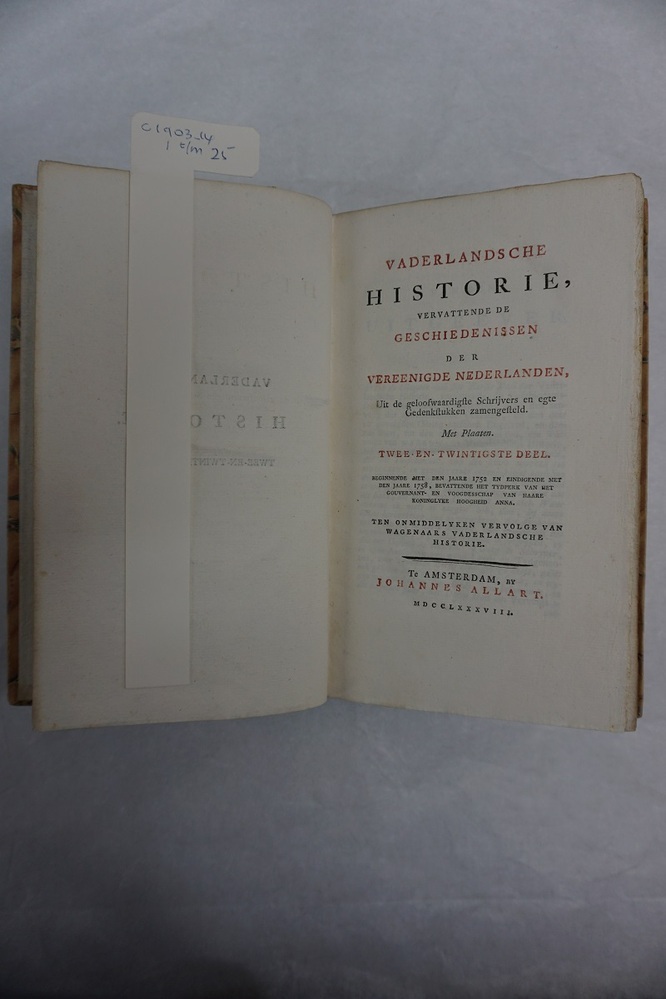 C1903-14
1 t/m 25
VADERLANDSCHE
HISTORIE,
VERVATTENDE DE
GESCHIEDENISSEN
DER
VEREENIGDE NEDERLANDEN,
Uit de geloofwaardigſte Schrijvers en egte
Gedenkſtukken zamengeſteld.
Met Plaaten.
TWEE-EN-TWINTIGSTE DEEL.
BEGINNENDE MET DEN JAARE 1752 EN EINDIGENDE MET
DEN JAARE 1758, BEVATTENDE HET TYDPERK VAN HET
GOUVERNANT- EN VOOGDESSCHAP VAN HAARE
KONINGLYKE HOOGHEID ANNA.
TEN ONMIDDELYKEN VERVOLGE VAN
WAGENAARS VADERLANDSCHE
HISTORIE.
Te AMSTERDAM, BY
JOHANNES ALLART.
MDCCLXXXVIII.